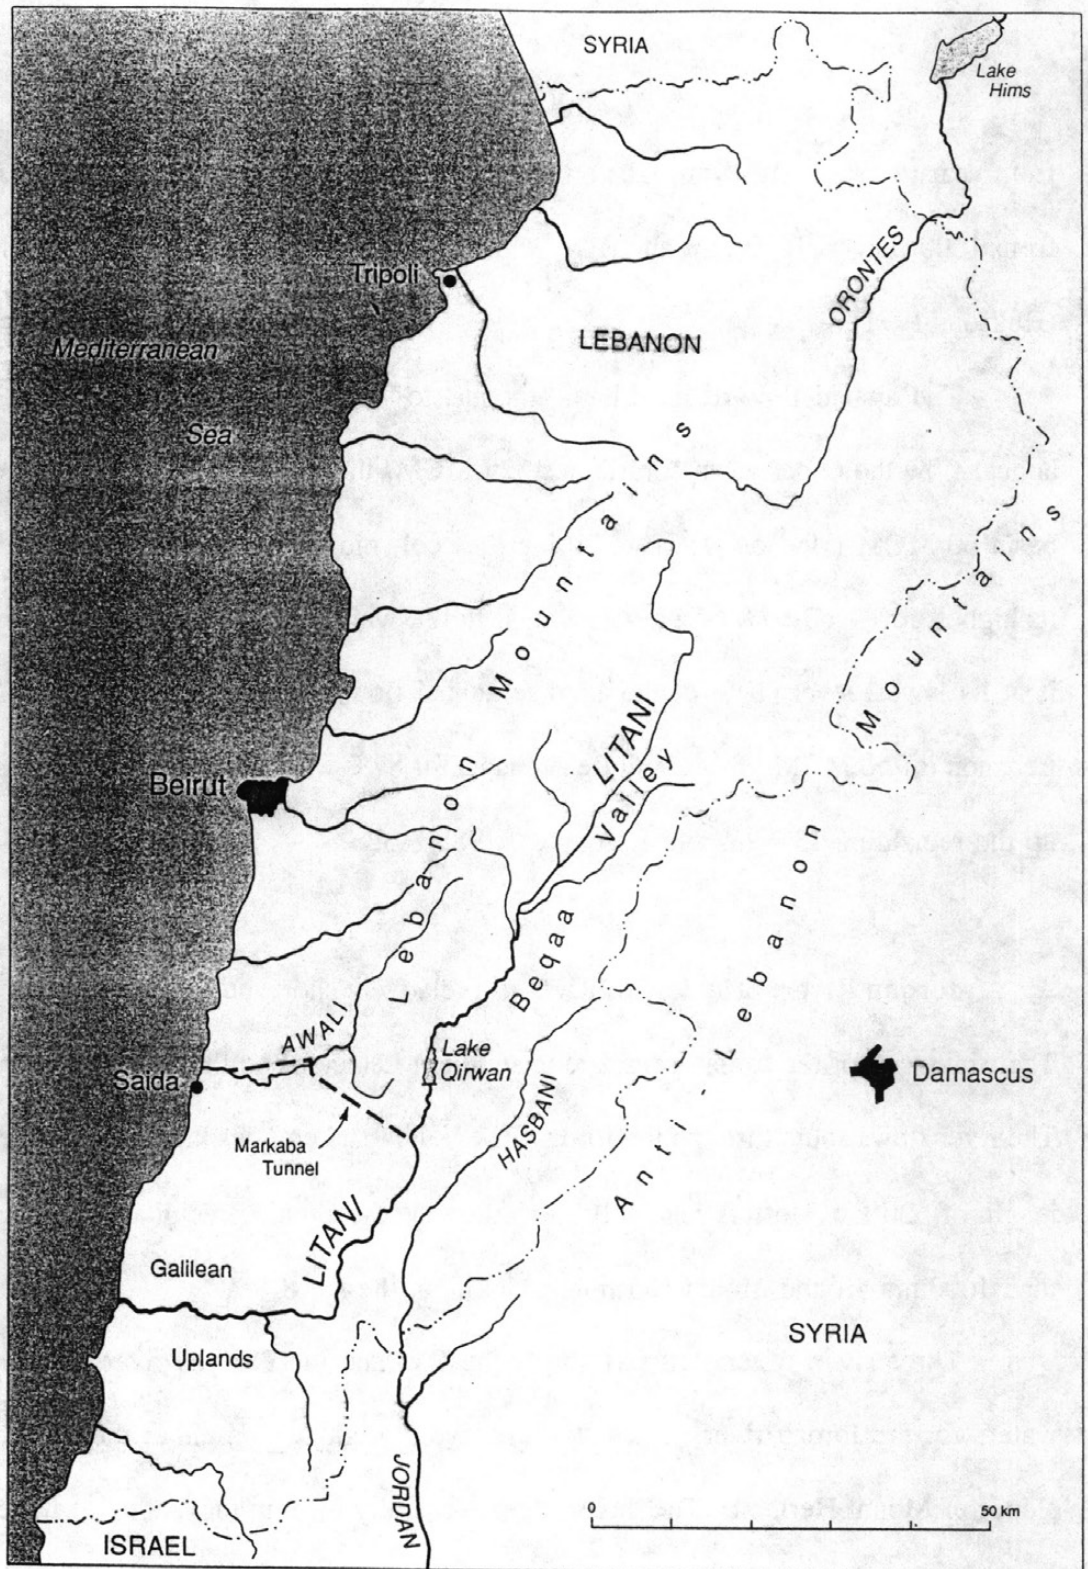 SYRIA
Lake
Hims
ORONTES
Tripoli
LEBANON
Mediterranean
Sea
Lebanon Mountains
Anti-Lebanon Mountains
LITANI
Beqaa Valley
Beirut
AWALI
Lake
Qirwan
Saida
HASBANI
Damascus
Markaba
Tunnel
LITANI
Galilean
Uplands
SYRIA
JORDAN
0 50 km
ISRAEL